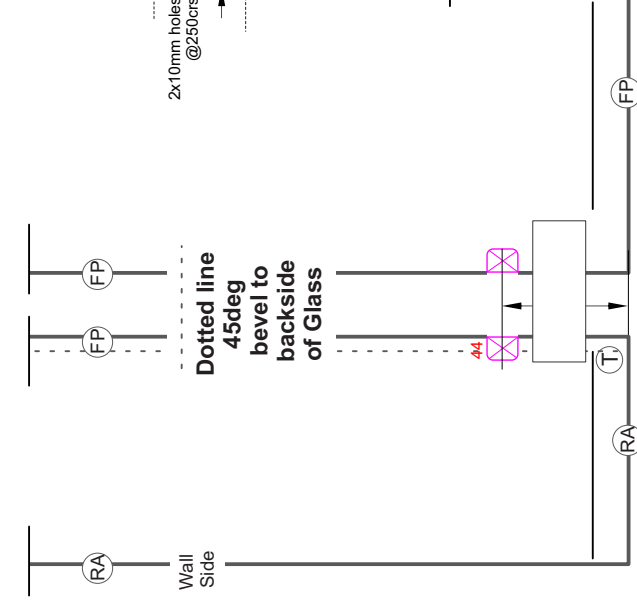 2x10mm holes
@250crs
FP
FP
FP
Dotted line
45deg
bevel to
backside
of Glass
44
T
RA
RA
Wall
Side